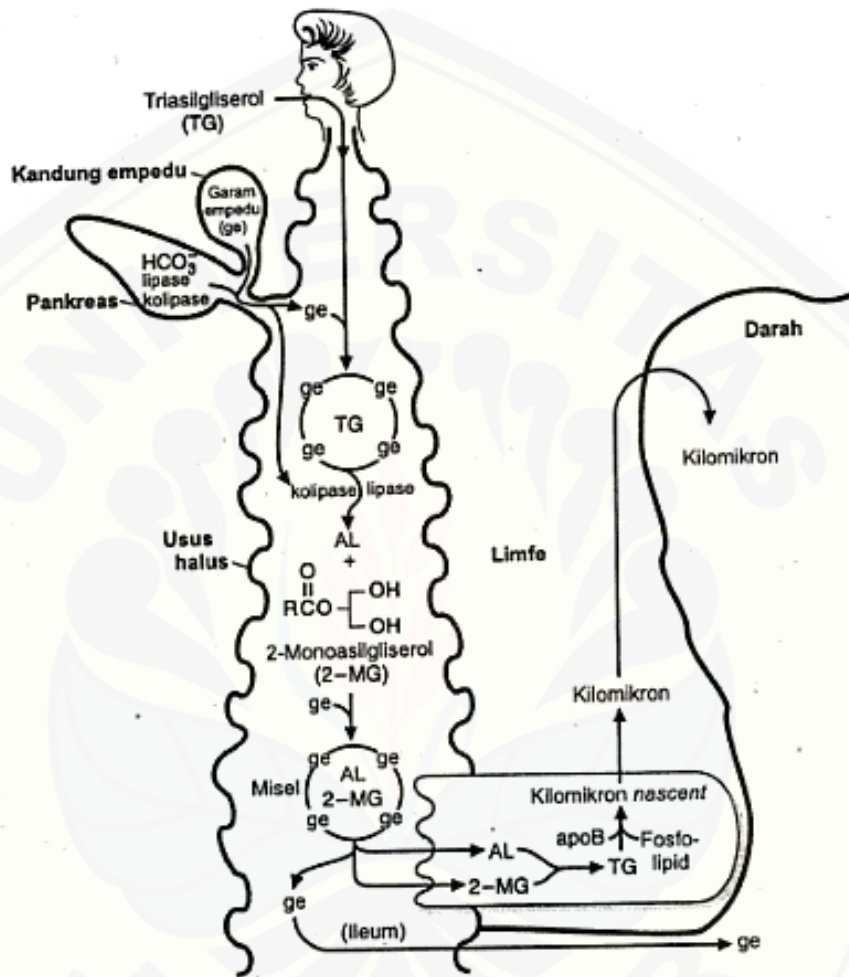 Triasilgliserol
(TG)
Kandung empedu
Garam
empedu
(ge)
HCO₃⁻
lipase
kolipase
Pankreas
ge
Darah
ge ge
TG
ge ge
Kilomikron
kolipase lipase
Usus
halus
AL
+
Limfe
O
RCO
OH
OH
2-Monoasilgliserol
(2-MG)
ge
Kilomikron
ge ge
AL
Misel
2-MG
ge ge
Kilomikron nascent
apoB
Fosfo-
lipid
AL
TG
2-MG
ge
(Ileum)
ge
UNIVERSITAS